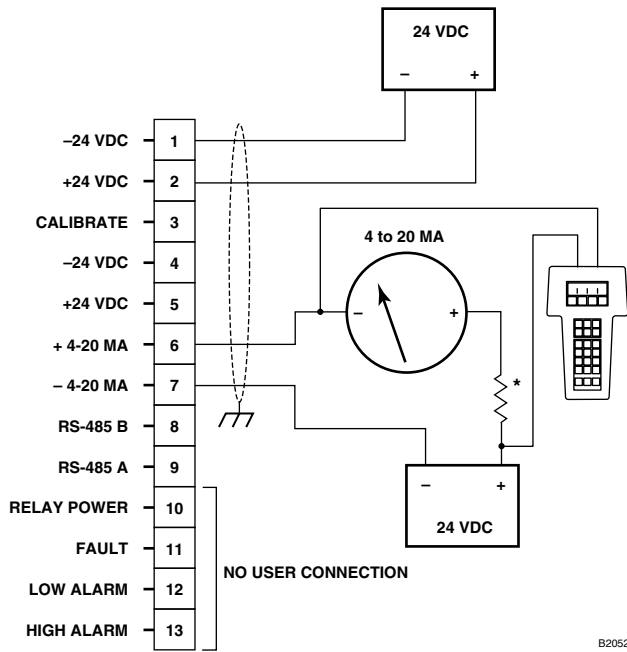 24 VDC
– +
–24 VDC 1
+24 VDC 2
CALIBRATE 3
–24 VDC 4
+24 VDC 5
+ 4-20 MA 6
– 4-20 MA 7
RS-485 B 8
RS-485 A 9
RELAY POWER 10
FAULT 11
LOW ALARM 12
HIGH ALARM 13
4 to 20 MA
– +
*
– +
24 VDC
NO USER CONNECTION
B2052